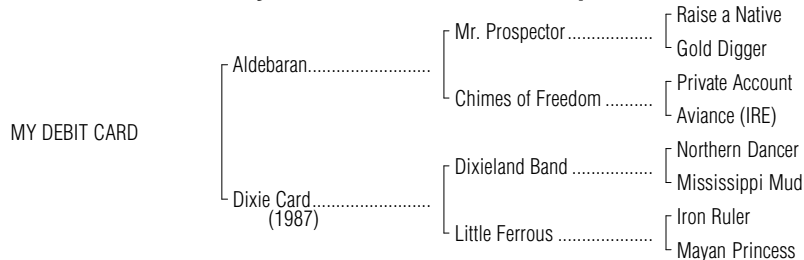 Raise a Native
Mr. Prospector..................
Gold Digger
Aldebaran..........................
Private Account
Chimes of Freedom ..........
Aviance (IRE)
MY DEBIT CARD
Northern Dancer
Dixieland Band .................
Mississippi Mud
Dixie Card.........................
(1987)
Iron Ruler
Little Ferrous ....................
Mayan Princess